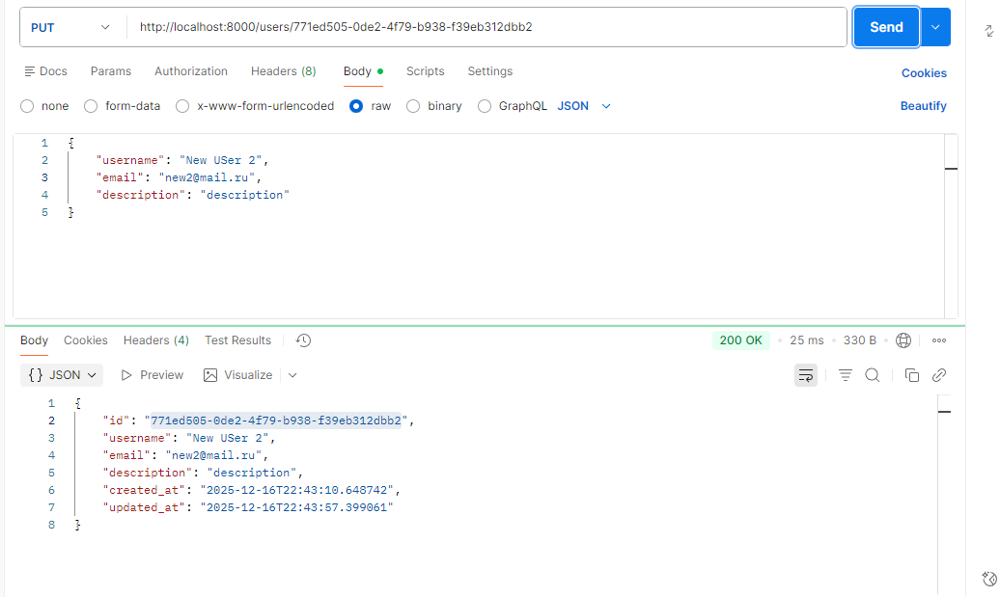 PUT http://localhost:8000/users/771ed505-0de2-4f79-b938-f39eb312dbb2 Send
Docs Params Authorization Headers (8) Body Scripts Settings Cookies
none form-data x-www-form-urlencoded raw binary GraphQL JSON Beautify
1 {
2 "username": "New USer 2",
3 "email": "new2@mail.ru",
4 "description": "description"
5 }
Body Cookies Headers (4) Test Results 200 OK 25 ms 330 B
{} JSON Preview Visualize
1 {
2 "id": "771ed505-0de2-4f79-b938-f39eb312dbb2",
3 "username": "New USer 2",
4 "email": "new2@mail.ru",
5 "description": "description",
6 "created_at": "2025-12-16T22:43:10.648742",
7 "updated_at": "2025-12-16T22:43:57.399061"
8 }